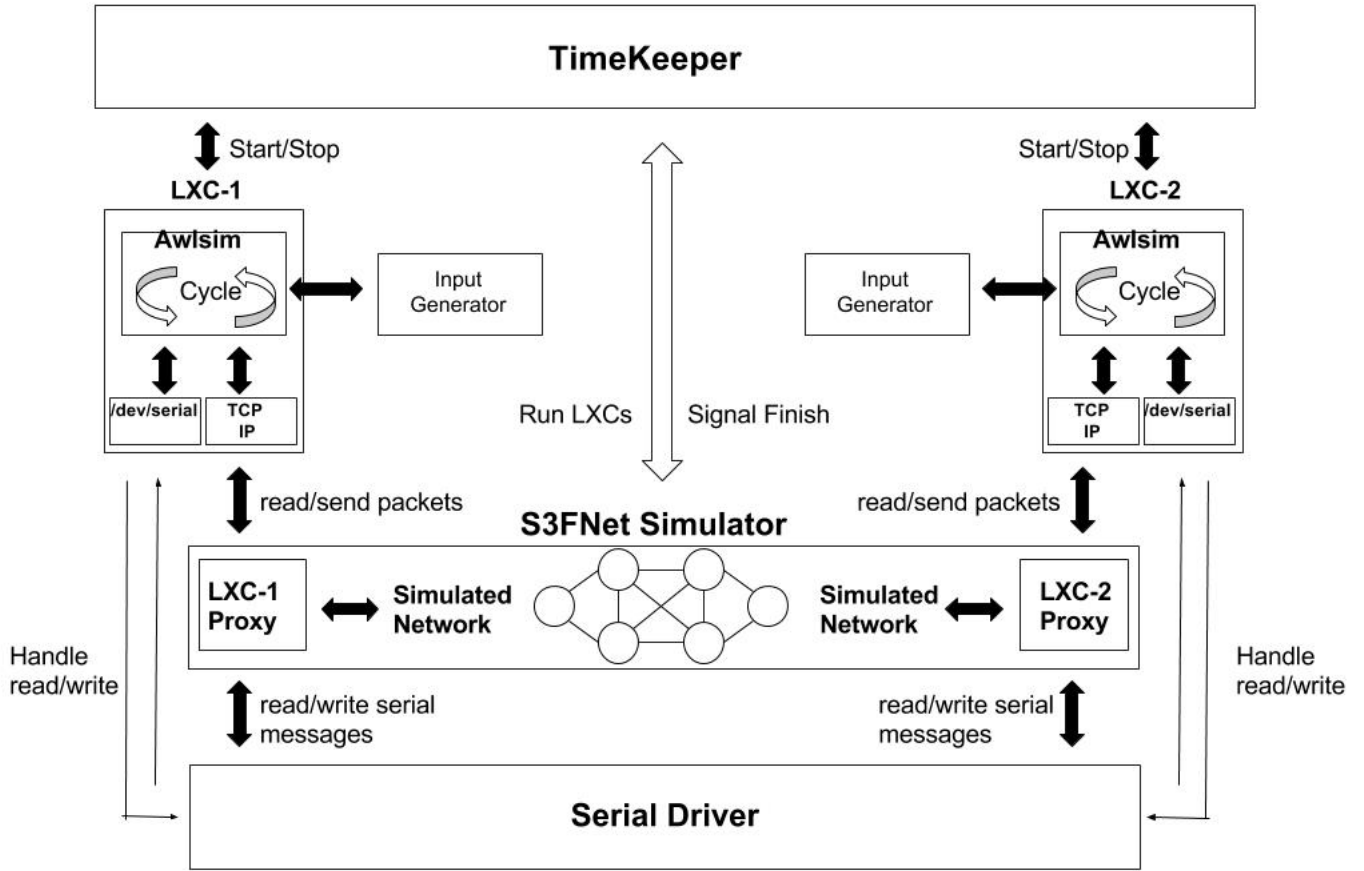 TimeKeeper
Start/Stop
Start/Stop
LXC-1
LXC-2
Awlsim
Cycle
Input
Generator
Input
Generator
Awlsim
Cycle
/dev/serial
TCP
IP
TCP
IP
/dev/serial
Run LXCs
Signal Finish
read/send packets
read/send packets
S3FNet Simulator
LXC-1
Proxy
Simulated
Network
Simulated
Network
LXC-2
Proxy
Handle
read/write
Handle
read/write
read/write serial
messages
read/write serial
messages
Serial Driver